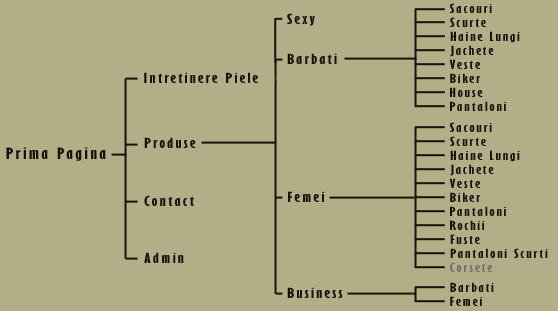 Prima Pagina
Intretinere Piele
Produse
Contact
Admin
Sexy
Barbati
Femei
Business
Sacouri
Scurte
Haine Lungi
Jachete
Veste
Biker
House
Pantaloni
Sacouri
Scurte
Haine Lungi
Jachete
Veste
Biker
Pantaloni
Rochii
Fuste
Pantaloni Scurti
Corsete
Barbati
Femei